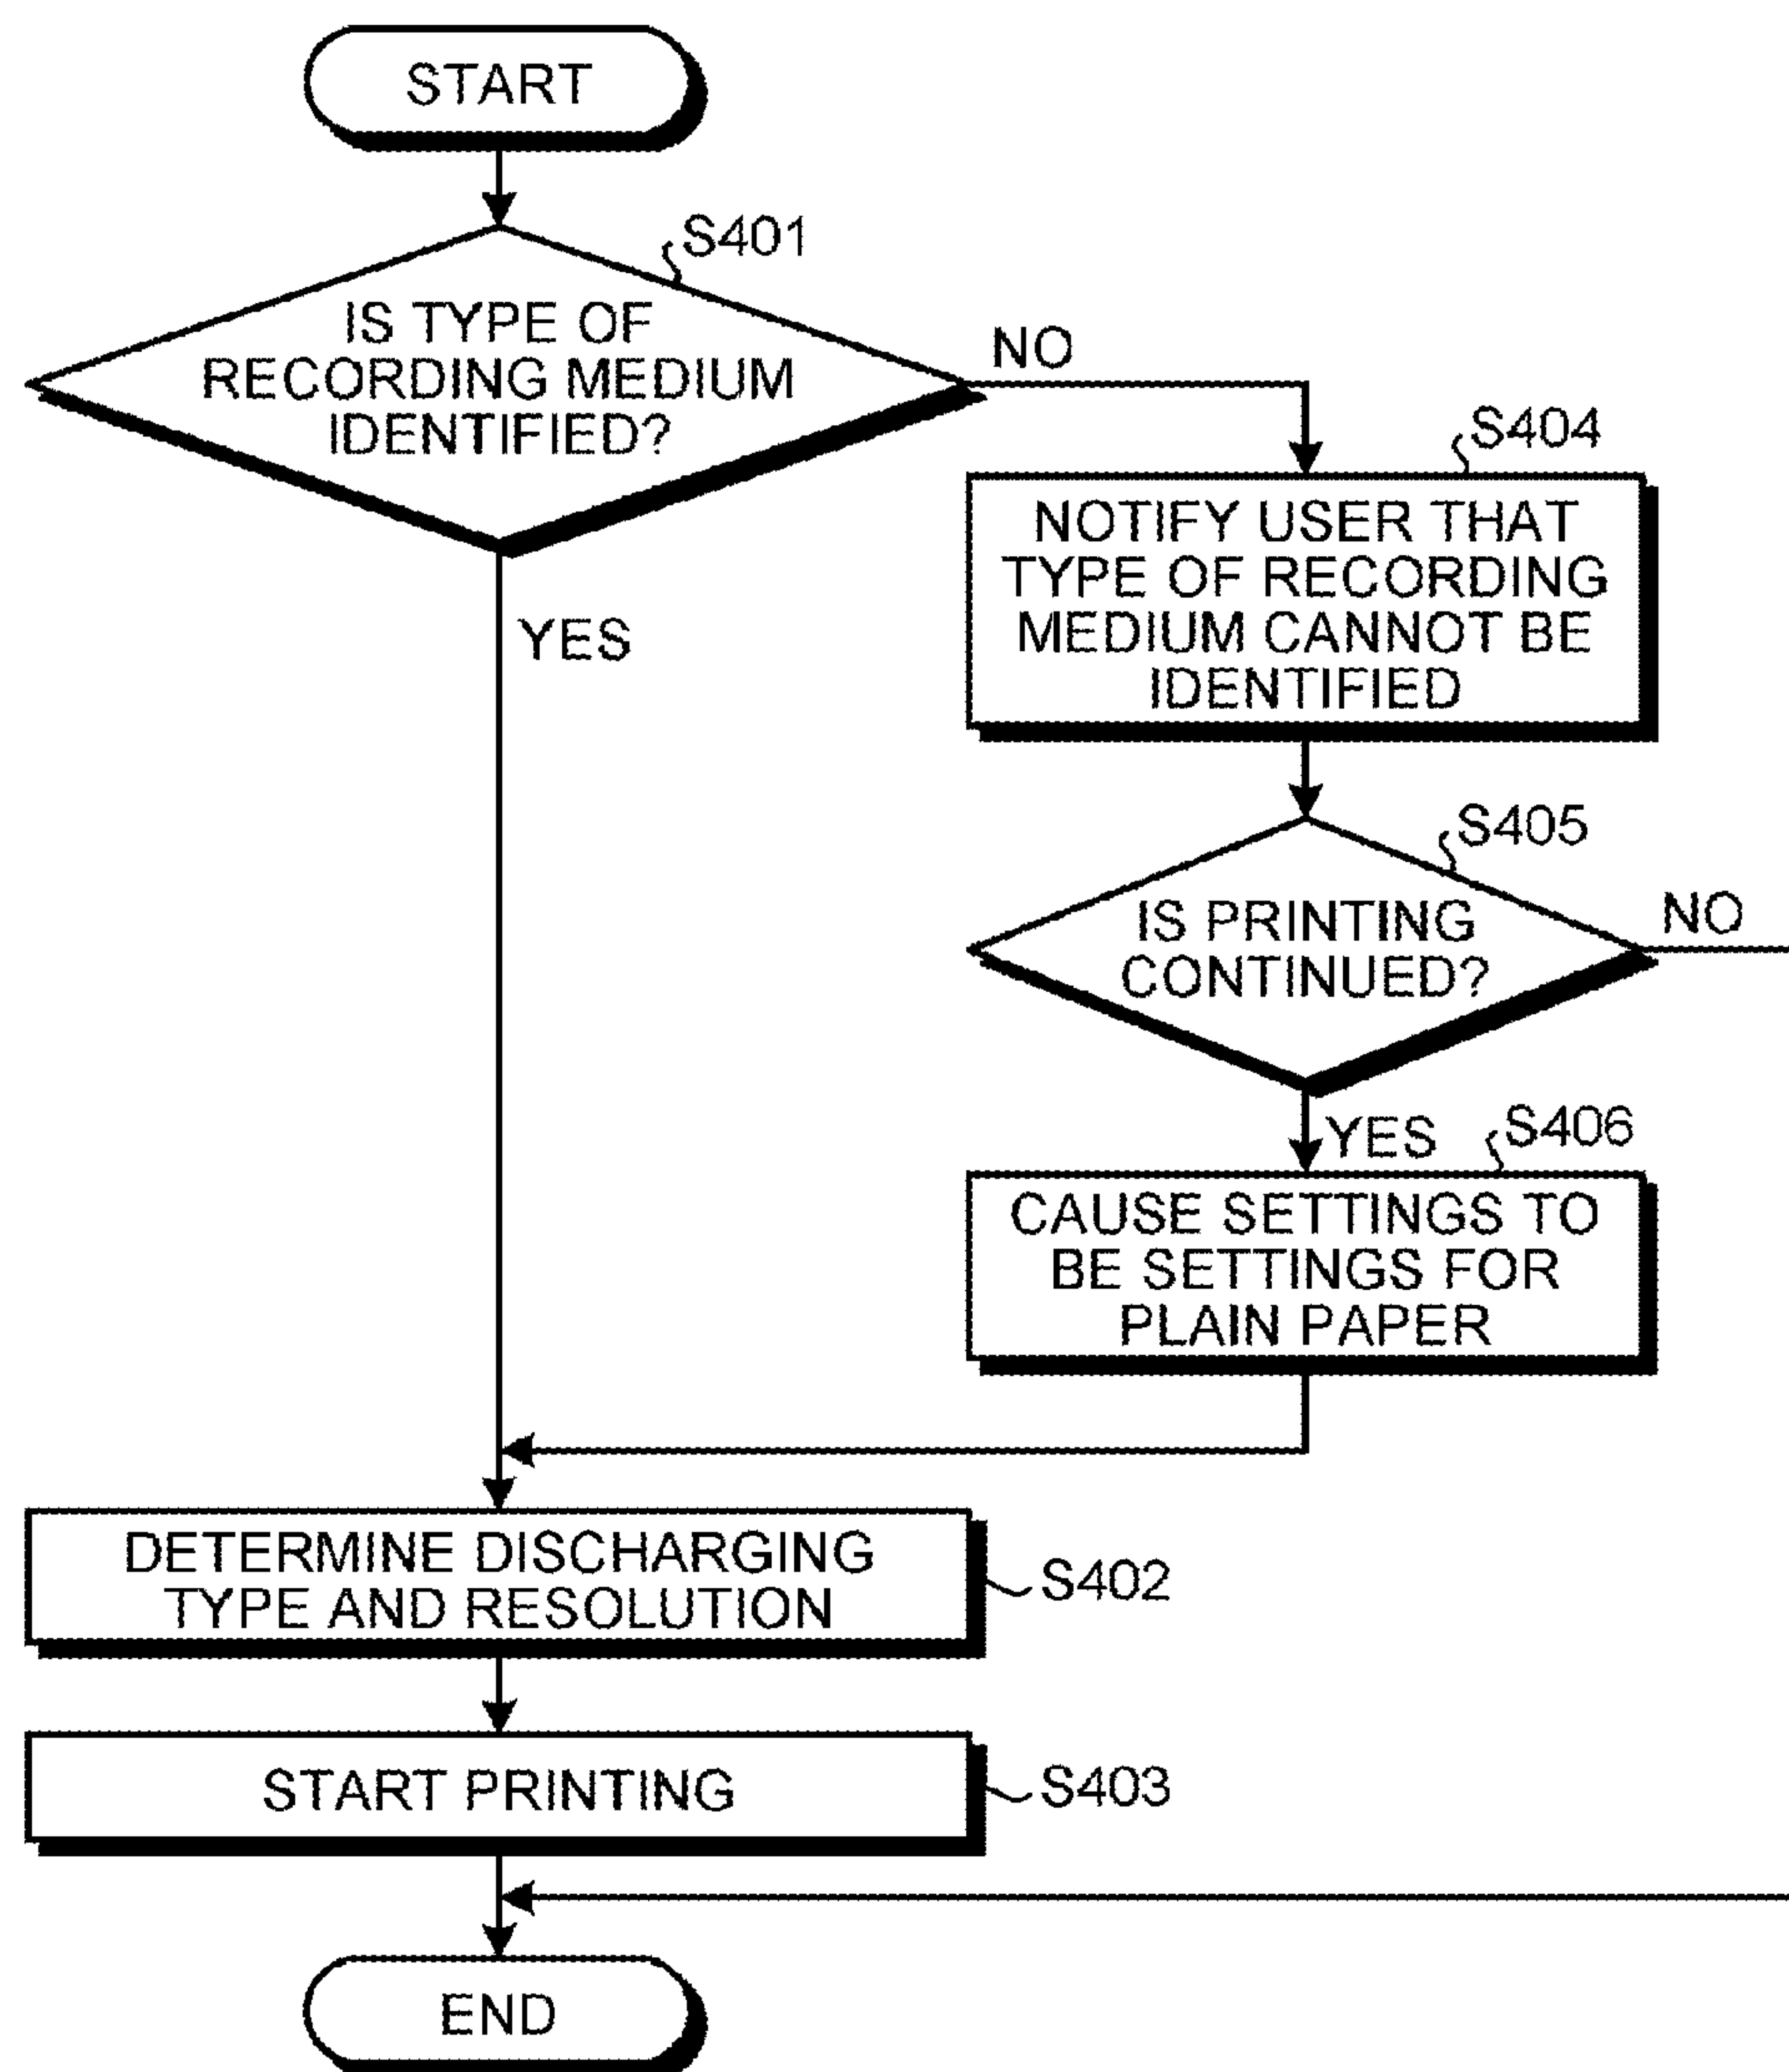 START
S401
IS TYPE OF
RECORDING MEDIUM
IDENTIFIED?
NO
YES
S404
NOTIFY USER THAT
TYPE OF RECORDING
MEDIUM CANNOT BE
IDENTIFIED
S405
IS PRINTING
CONTINUED?
NO
YES
S406
CAUSE SETTINGS TO
BE SETTINGS FOR
PLAIN PAPER
DETERMINE DISCHARGING
TYPE AND RESOLUTION
S402
START PRINTING
S403
END